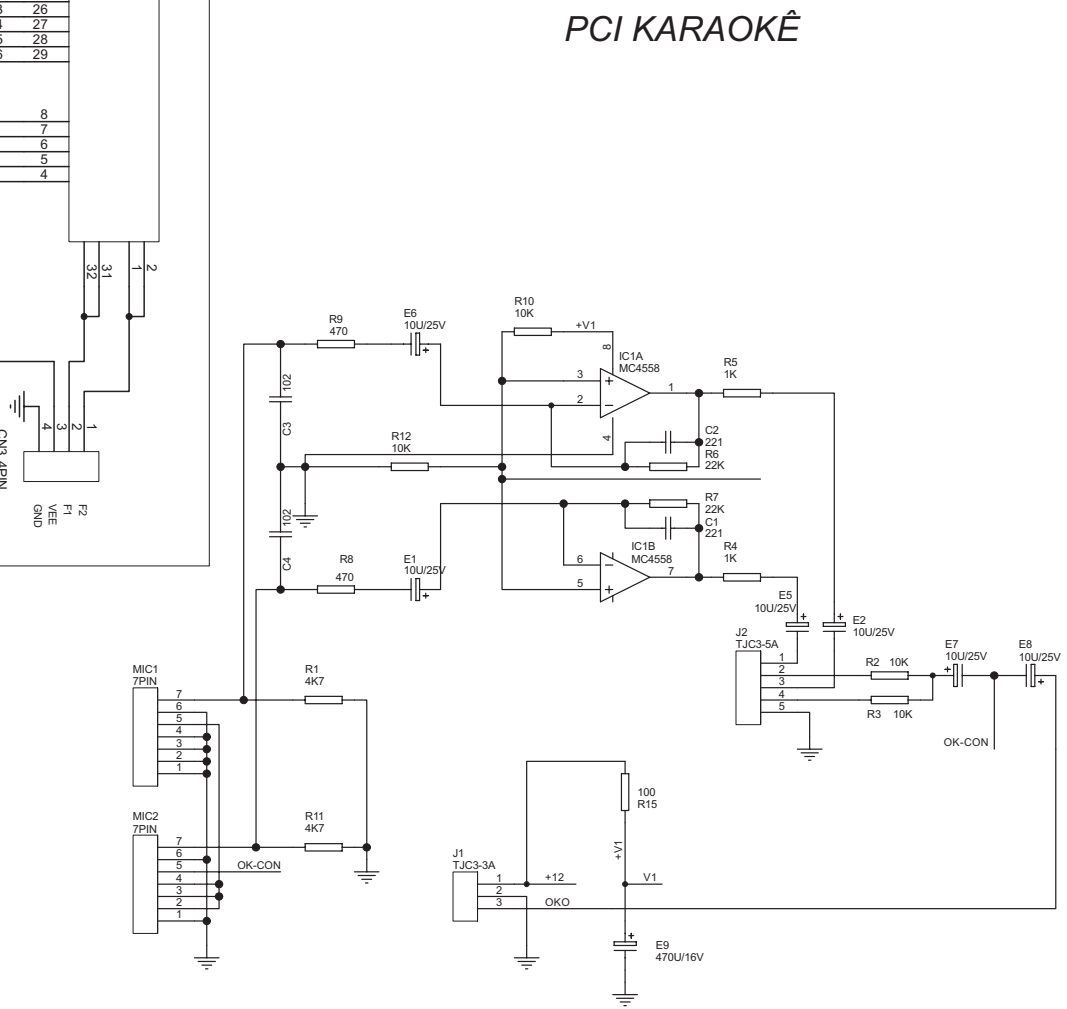 PCI KARAOKÊ
26
27
28
29
8
7
6
5
4
32
31
1
2
4
3
2
1
CN3 4PIN
GND
VEE
F1
F2
R9
470
E6
10U/25V
R10
10K
+V1
8
IC1A
MC4558
3
2
1
4
R5
1K
102
C3
R12
10K
C2
221
R6
22K
102
C4
R7
22K
C1
221
R8
470
E1
10U/25V
IC1B
MC4558
6
5
7
R4
1K
E5
10U/25V
E2
10U/25V
J2
TJC3-5A
1
2
3
4
5
R2 10K
R3 10K
E7
10U/25V
E8
10U/25V
OK-CON
MIC1
7PIN
7
6
5
4
3
2
1
R1
4K7
MIC2
7PIN
7
6
5
4
3
2
1
OK-CON
R11
4K7
100
R15
+V1
J1
TJC3-3A
1
2
3
+12
OKO
V1
E9
470U/16V